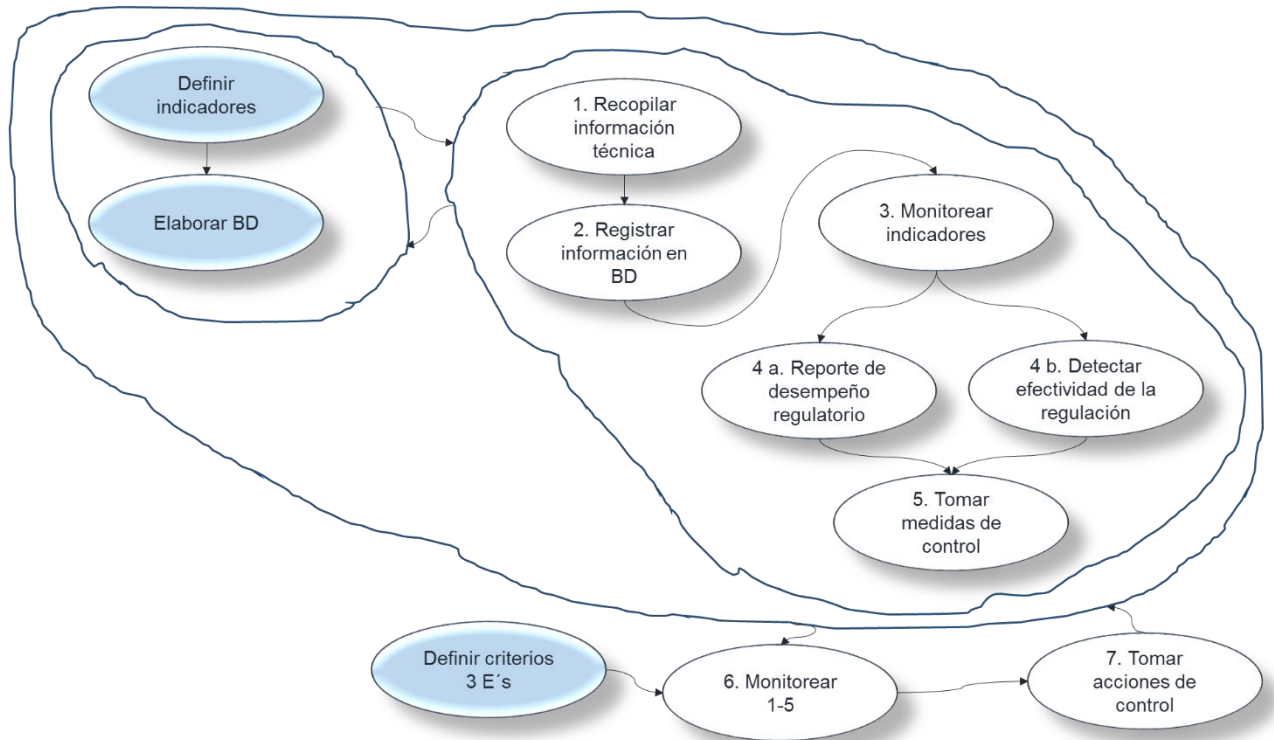 Definir
indicadores
Elaborar BD
1. Recopilar
información
técnica
2. Registrar
información en
BD
3. Monitorear
indicadores
4 a. Reporte de
desempeño
regulatorio
4 b. Detectar
efectividad de la
regulación
5. Tomar
medidas de
control
Definir criterios
3 E´s
6. Monitorear
1-5
7. Tomar
acciones de
control